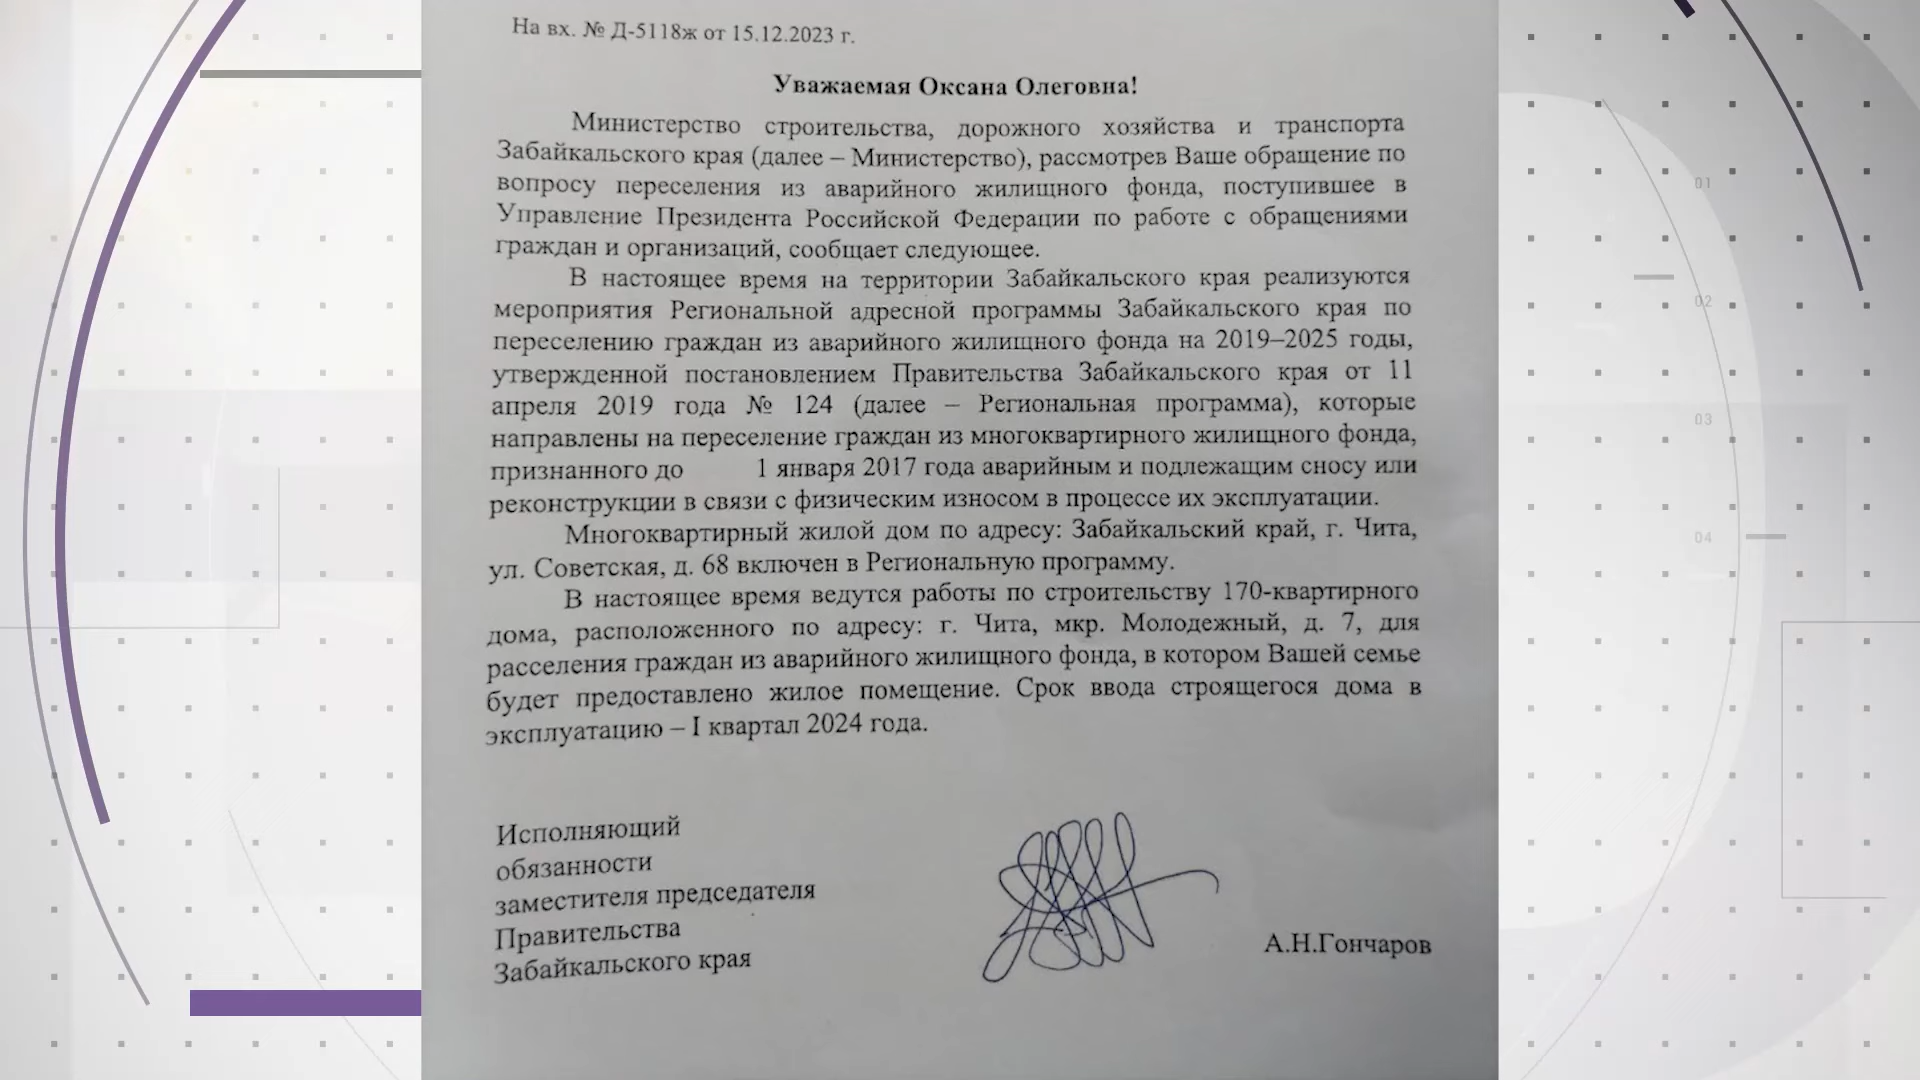 На вх. № Д-5118ж от 15.12.2023 г.
Уважаемая Оксана Олеговна!
Министерство строительства, дорожного хозяйства и транспорта
Забайкальского края (далее – Министерство), рассмотрев Ваше обращение по
вопросу переселения из аварийного жилищного фонда, поступившее в
Управление Президента Российской Федерации по работе с обращениями
граждан и организаций, сообщает следующее.
В настоящее время на территории Забайкальского края реализуются
мероприятия Региональной адресной программы Забайкальского края по
переселению граждан из аварийного жилищного фонда на 2019–2025 годы,
утвержденной постановлением Правительства Забайкальского края от 11
апреля 2019 года № 124 (далее – Региональная программа), которые
направлены на переселение граждан из многоквартирного жилищного фонда,
признанного до 1 января 2017 года аварийным и подлежащим сносу или
реконструкции в связи с физическим износом в процессе их эксплуатации.
Многоквартирный жилой дом по адресу: Забайкальский край, г. Чита,
ул. Советская, д. 68 включен в Региональную программу.
В настоящее время ведутся работы по строительству 170-квартирного
дома, расположенного по адресу: г. Чита, мкр. Молодежный, д. 7, для
расселения граждан из аварийного жилищного фонда, в котором Вашей семье
будет предоставлено жилое помещение. Срок ввода строящегося дома в
эксплуатацию – I квартал 2024 года.
Исполняющий
обязанности
заместителя председателя
Правительства
Забайкальского края
А.Н.Гончаров
01
02
03
04